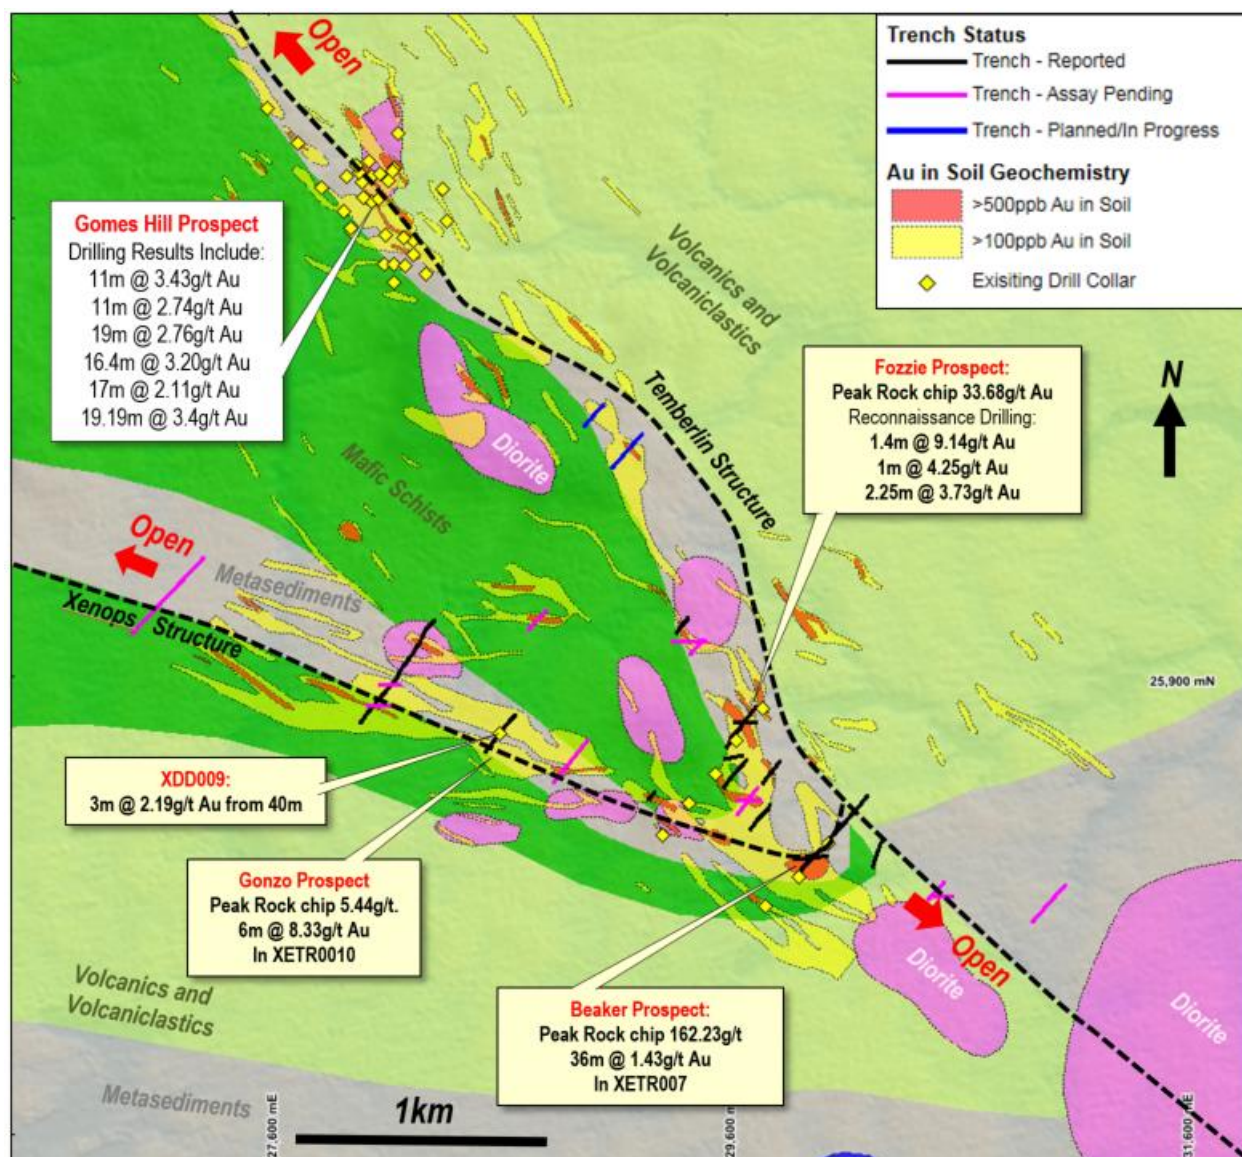 Open
Trench Status
Trench - Reported
Trench - Assay Pending
Trench - Planned/In Progress
Au in Soil Geochemistry
>500ppb Au in Soil
>100ppb Au in Soil
Exisiting Drill Collar
Gomes Hill Prospect
Drilling Results Include:
11m @ 3.43g/t Au
11m @ 2.74g/t Au
19m @ 2.76g/t Au
16.4m @ 3.20g/t Au
17m @ 2.11g/t Au
19.19m @ 3.4g/t Au
Volcanics and
Volcaniclastics
Fozzie Prospect:
Peak Rock chip 33.68g/t Au
Reconnaissance Drilling:
1.4m @ 9.14g/t Au
1m @ 4.25g/t Au
2.25m @ 3.73g/t Au
N
Temberlin Structure
Diorite
Mafic Schists
Open
Metasediments
Xenops Structure
25,900 mN
XDD009:
3m @ 2.19g/t Au from 40m
Gonzo Prospect
Peak Rock chip 5.44g/t.
6m @ 8.33g/t Au
In XETR0010
Open
Diorite
Diorite
Volcanics and
Volcaniclastics
Beaker Prospect:
Peak Rock chip 162.23g/t
36m @ 1.43g/t Au
In XETR007
Metasediments
1km
27,600 mE
29,600 mE
31,600 mE